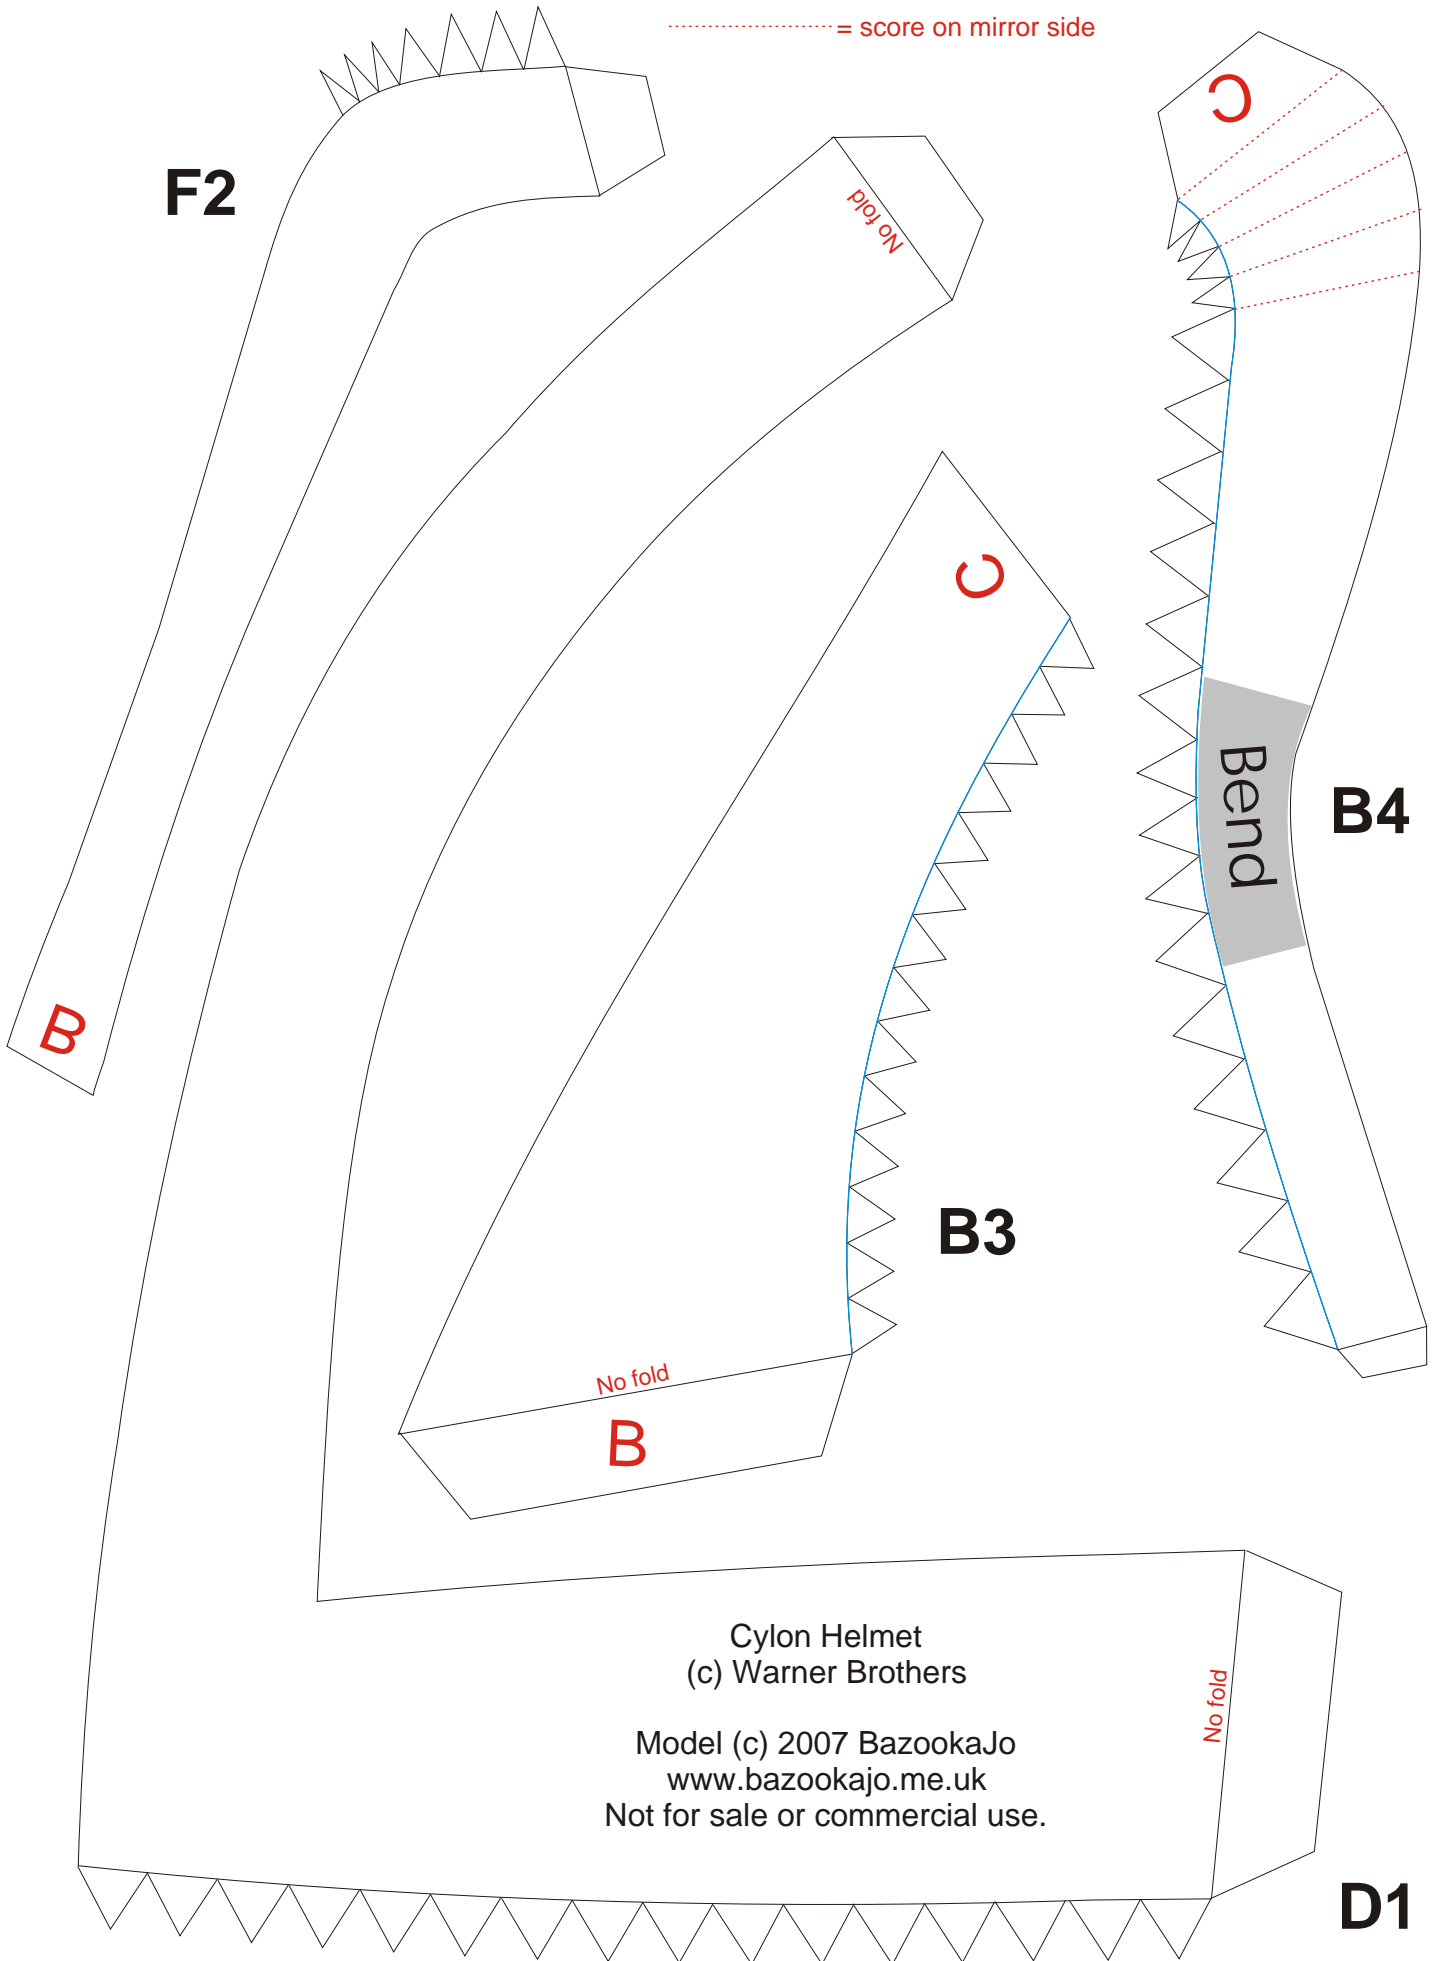 = score on mirror side
C
F2
No fold
C
Bend
B4
B
B3
No fold
B
Cylon Helmet
(c) Warner Brothers
Model (c) 2007 BazookaJo
www.bazookajo.me.uk
Not for sale or commercial use.
No fold
D1